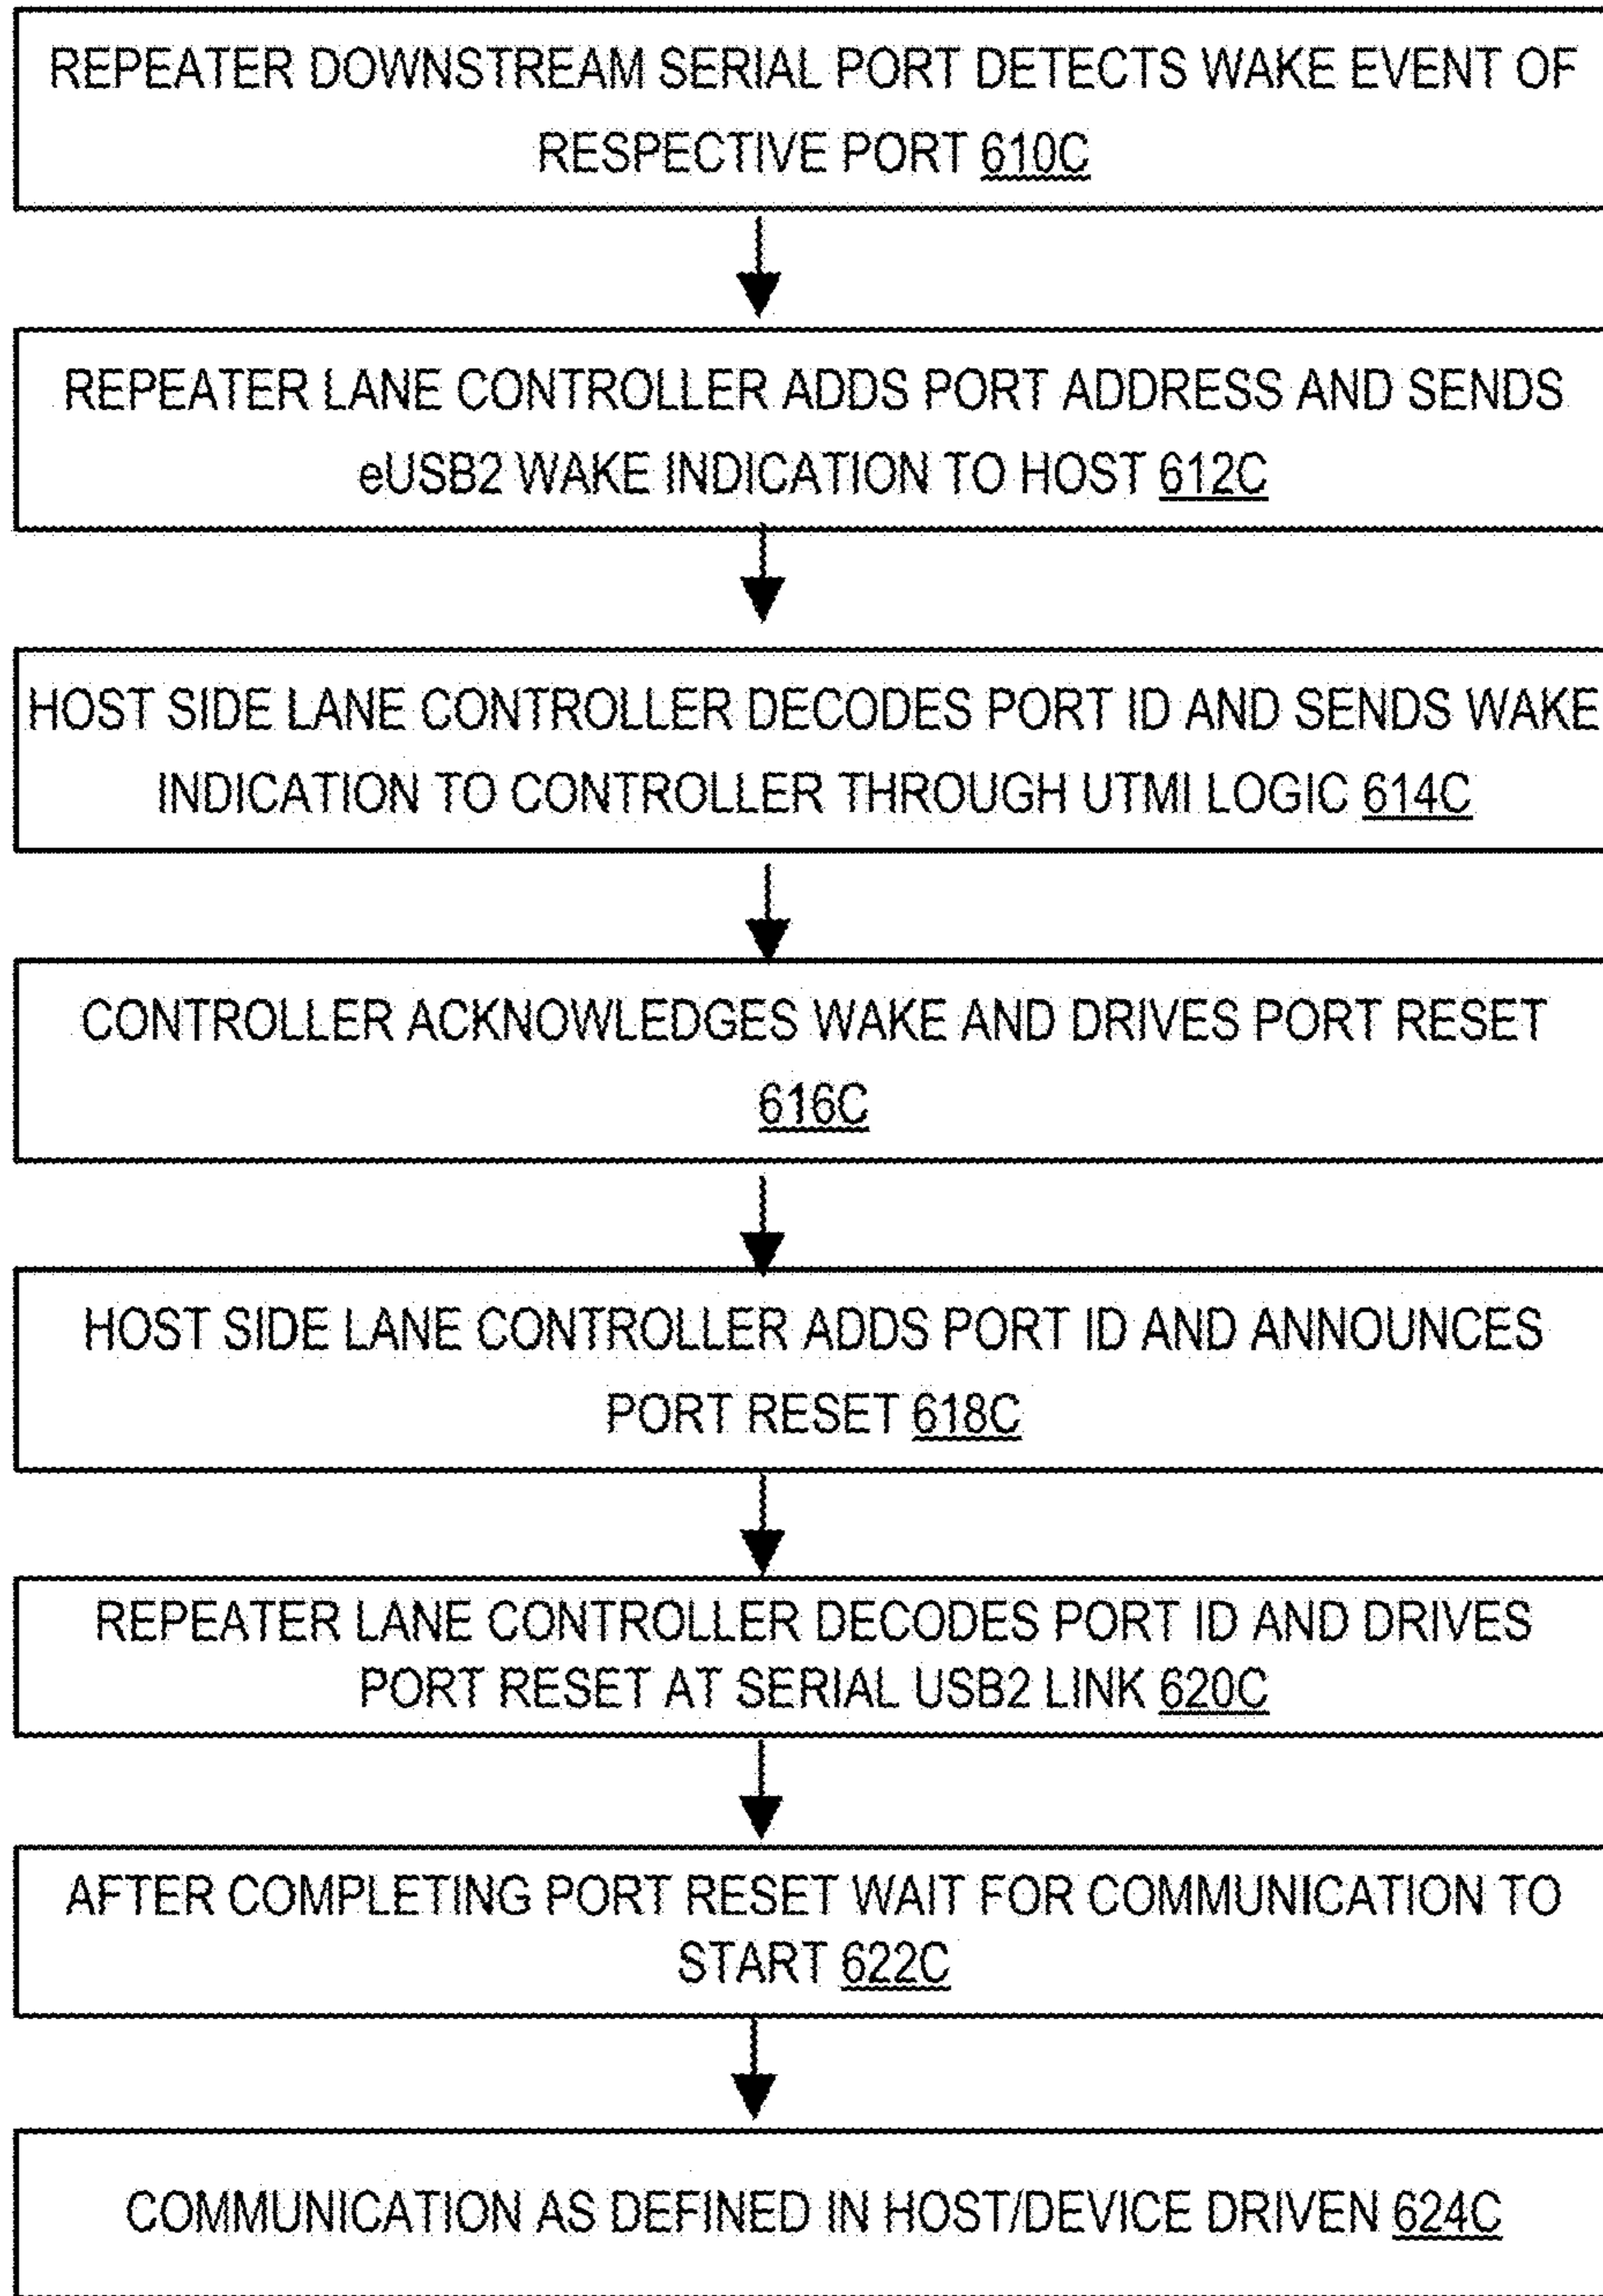 REPEATER DOWNSTREAM SERIAL PORT DETECTS WAKE EVENT OF
RESPECTIVE PORT 610C
REPEATER LANE CONTROLLER ADDS PORT ADDRESS AND SENDS
eUSB2 WAKE INDICATION TO HOST 612C
HOST SIDE LANE CONTROLLER DECODES PORT ID AND SENDS WAKE
INDICATION TO CONTROLLER THROUGH UTMI LOGIC 614C
CONTROLLER ACKNOWLEDGES WAKE AND DRIVES PORT RESET
616C
HOST SIDE LANE CONTROLLER ADDS PORT ID AND ANNOUNCES
PORT RESET 618C
REPEATER LANE CONTROLLER DECODES PORT ID AND DRIVES
PORT RESET AT SERIAL USB2 LINK 620C
AFTER COMPLETING PORT RESET WAIT FOR COMMUNICATION TO
START 622C
COMMUNICATION AS DEFINED IN HOST/DEVICE DRIVEN 624C